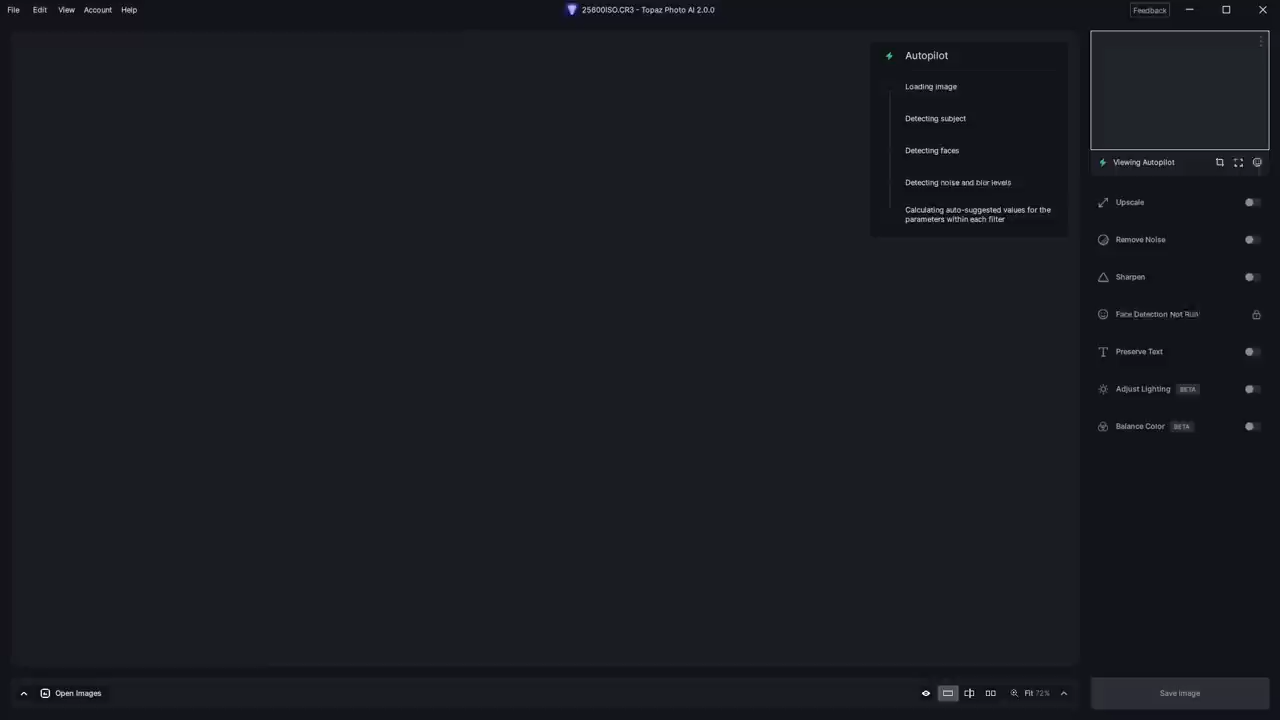 File Edit View Account Help
25600ISO.CR3 - Topaz Photo AI 2.0.0
Feedback
Autopilot
Loading image
Detecting subject
Detecting faces
Detecting noise and blur levels
Calculating auto-suggested values for the
parameters within each filter
Viewing Autopilot
Upscale
Remove Noise
Sharpen
Face Detection Not Run
Preserve Text
Adjust Lighting BETA
Balance Color BETA
Open Images
Fit 72%
Save Image